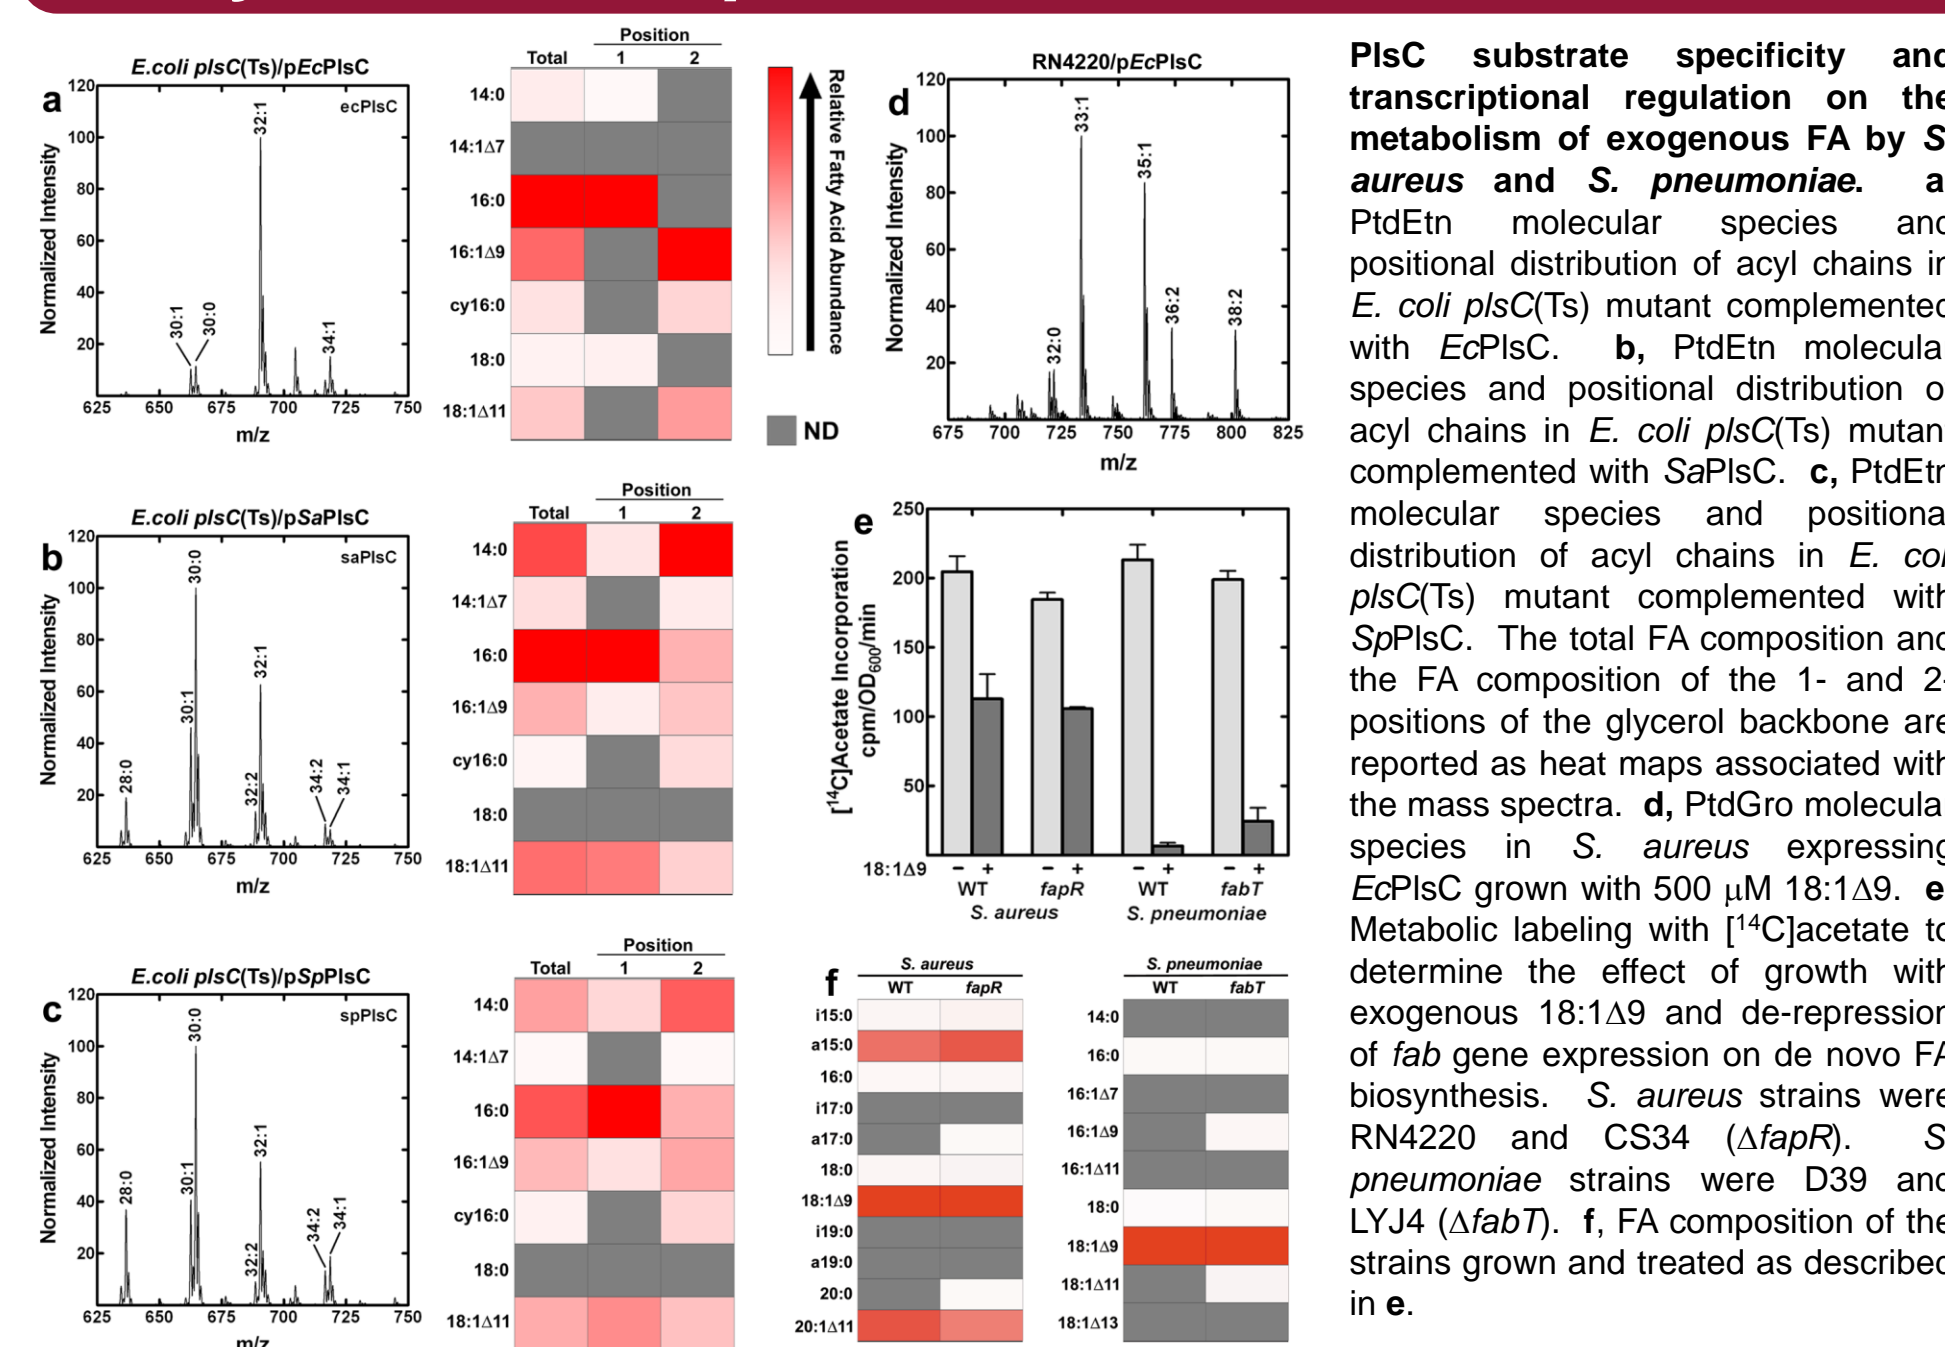 E.coli plsC(Ts)/pEcPlsC
a
ecPlsC
Normalized Intensity
120
100
80
60
40
20
30:1
30:0
32:1
34:1
625 650 675 700 725 750
m/z
Position
Total 1 2
14:0
14:1Δ7
16:0
16:1Δ9
cy16:0
18:0
18:1Δ11
Relative Fatty Acid Abundance
ND
RN4220/pEcPlsC
d
Normalized Intensity
120
100
80
60
40
20
32:0
33:1
35:1
36:2
38:2
675 700 725 750 775 800 825
m/z
E.coli plsC(Ts)/pSaPlsC
b
saPlsC
Normalized Intensity
120
100
80
60
40
20
28:0
30:1
30:0
32:2
32:1
34:2
34:1
625 650 675 700 725 750
m/z
Position
Total 1 2
14:0
14:1Δ7
16:0
16:1Δ9
cy16:0
18:0
18:1Δ11
e
[14C]Acetate Incorporation
cpm/OD600/min
250
200
150
100
50
18:1Δ9 − + − + − + − +
WT fapR WT fabT
S. aureus S. pneumoniae
E.coli plsC(Ts)/pSpPlsC
c
spPlsC
Normalized Intensity
120
100
80
60
40
20
28:0
30:1
30:0
32:2
32:1
34:2
34:1
625 650 675 700 725 750
m/z
Position
Total 1 2
14:0
14:1Δ7
16:0
16:1Δ9
cy16:0
18:0
18:1Δ11
f
S. aureus
WT fapR
i15:0
a15:0
16:0
i17:0
a17:0
18:0
18:1Δ9
i19:0
a19:0
20:0
20:1Δ11
S. pneumoniae
WT fabT
14:0
16:0
16:1Δ7
16:1Δ9
16:1Δ11
18:0
18:1Δ9
18:1Δ11
18:1Δ13
PlsC substrate specificity and
transcriptional regulation on the
metabolism of exogenous FA by S.
aureus and S. pneumoniae. a,
PtdEtn molecular species and
positional distribution of acyl chains in
E. coli plsC(Ts) mutant complemented
with EcPlsC. b, PtdEtn molecular
species and positional distribution of
acyl chains in E. coli plsC(Ts) mutant
complemented with SaPlsC. c, PtdEtn
molecular species and positional
distribution of acyl chains in E. coli
plsC(Ts) mutant complemented with
SpPlsC. The total FA composition and
the FA composition of the 1- and 2-
positions of the glycerol backbone are
reported as heat maps associated with
the mass spectra. d, PtdGro molecular
species in S. aureus expressing
EcPlsC grown with 500 μM 18:1Δ9. e,
Metabolic labeling with [14C]acetate to
determine the effect of growth with
exogenous 18:1Δ9 and de-repression
of fab gene expression on de novo FA
biosynthesis. S. aureus strains were
RN4220 and CS34 (ΔfapR). S.
pneumoniae strains were D39 and
LYJ4 (ΔfabT). f, FA composition of the
strains grown and treated as described
in e.